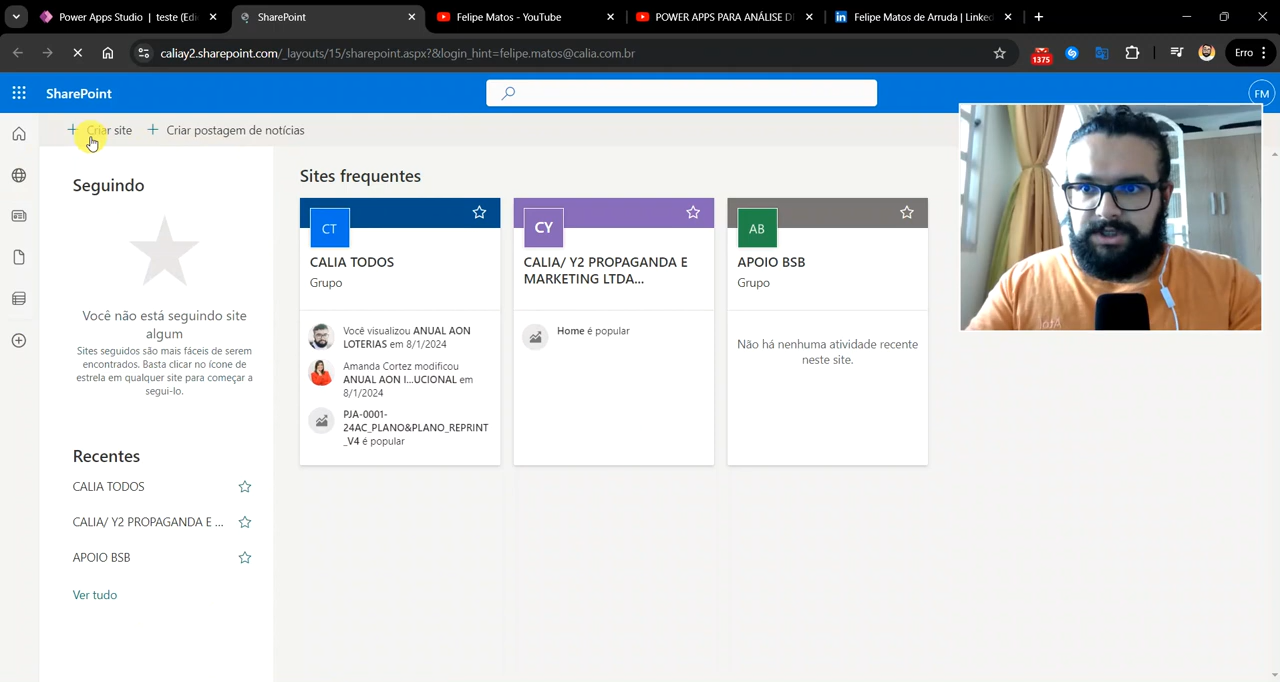 Power Apps Studio | teste (Edi
SharePoint
Felipe Matos - YouTube
POWER APPS PARA ANÁLISE D
Felipe Matos de Arruda | Linked
caliay2.sharepoint.com/_layouts/15/sharepoint.aspx?&login_hint=felipe.matos@calia.com.br
1375
Erro
SharePoint
FM
Criar site
Criar postagem de notícias
Seguindo
Você não está seguindo site
algum
Sites seguidos são mais fáceis de serem
encontrados. Basta clicar no ícone de
estrela em qualquer site para começar a
segui-lo.
Recentes
CALIA TODOS
CALIA/ Y2 PROPAGANDA E ...
APOIO BSB
Ver tudo
Sites frequentes
CT
CALIA TODOS
Grupo
Você visualizou ANUAL AON
LOTERIAS em 8/1/2024
Amanda Cortez modificou
ANUAL AON I...UCIONAL em
8/1/2024
PJA-0001-
24AC_PLANO&PLANO_REPRINT
_V4 é popular
CY
CALIA/ Y2 PROPAGANDA E
MARKETING LTDA...
Home é popular
AB
APOIO BSB
Grupo
Não há nenhuma atividade recente
neste site.